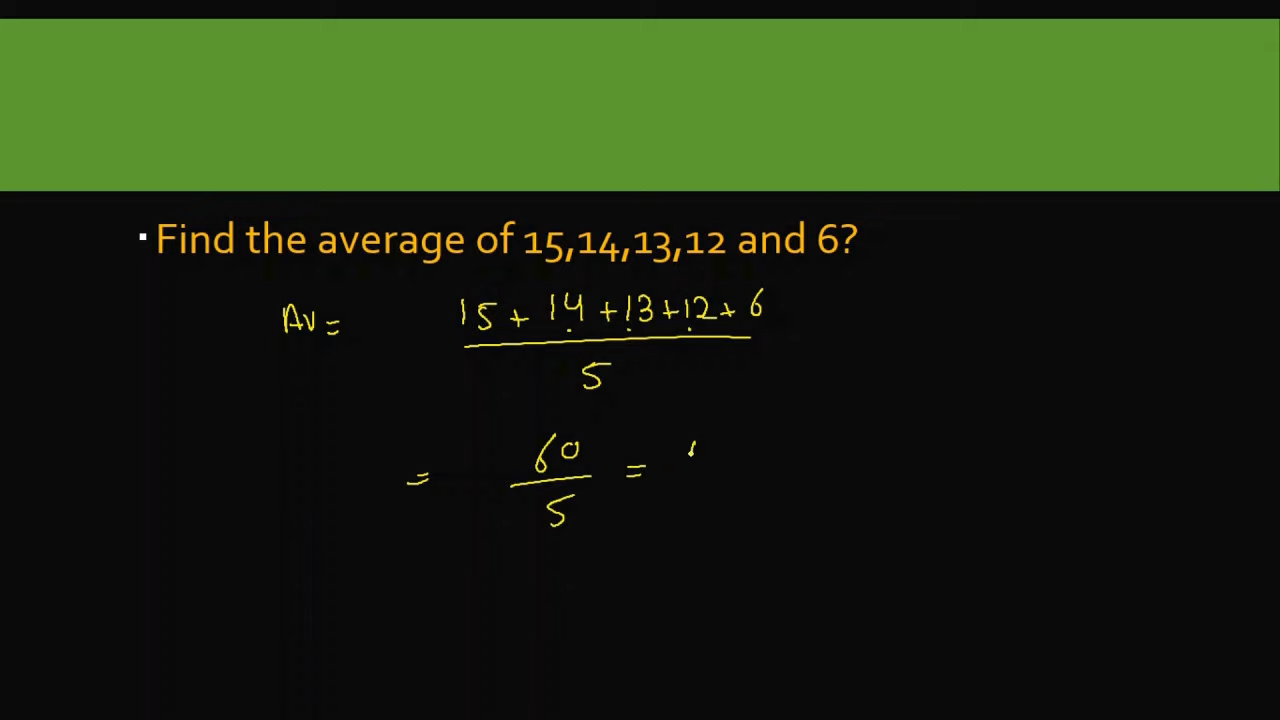 Find the average of 15,14,13,12 and 6?
Av = 15 + 14 + 13 + 12 + 6
5
= 60 =
5